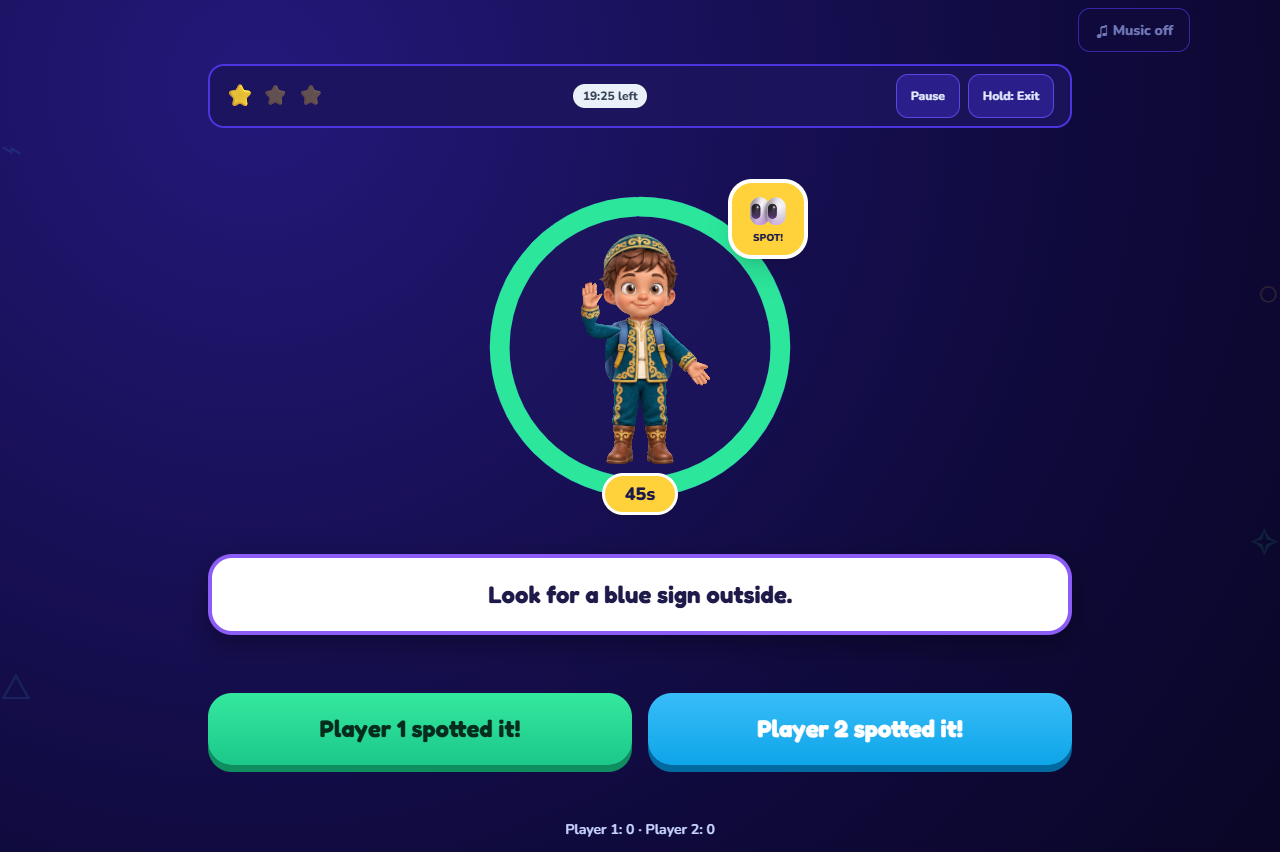 ♫ Music off
19:25 left
Pause
Hold: Exit
SPOT!
45s
Look for a blue sign outside.
Player 1 spotted it!
Player 2 spotted it!
Player 1: 0 · Player 2: 0